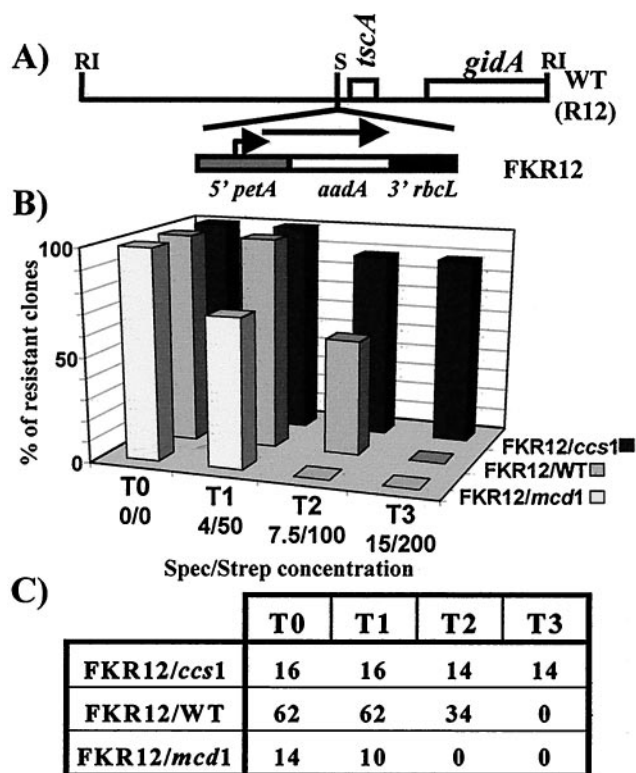 A)
RI
S
tscA
gidA
RI
WT
(R12)
5' petA
aadA
3' rbcL
FKR12
B)
% of resistant clones
100
50
0
T0
0/0
T1
4/50
T2
7.5/100
T3
15/200
FKR12/ccs1
FKR12/WT
FKR12/mcd1
Spec/Strep concentration
C)
T0 T1 T2 T3
FKR12/ccs1 16 16 14 14
FKR12/WT 62 62 34 0
FKR12/mcd1 14 10 0 0